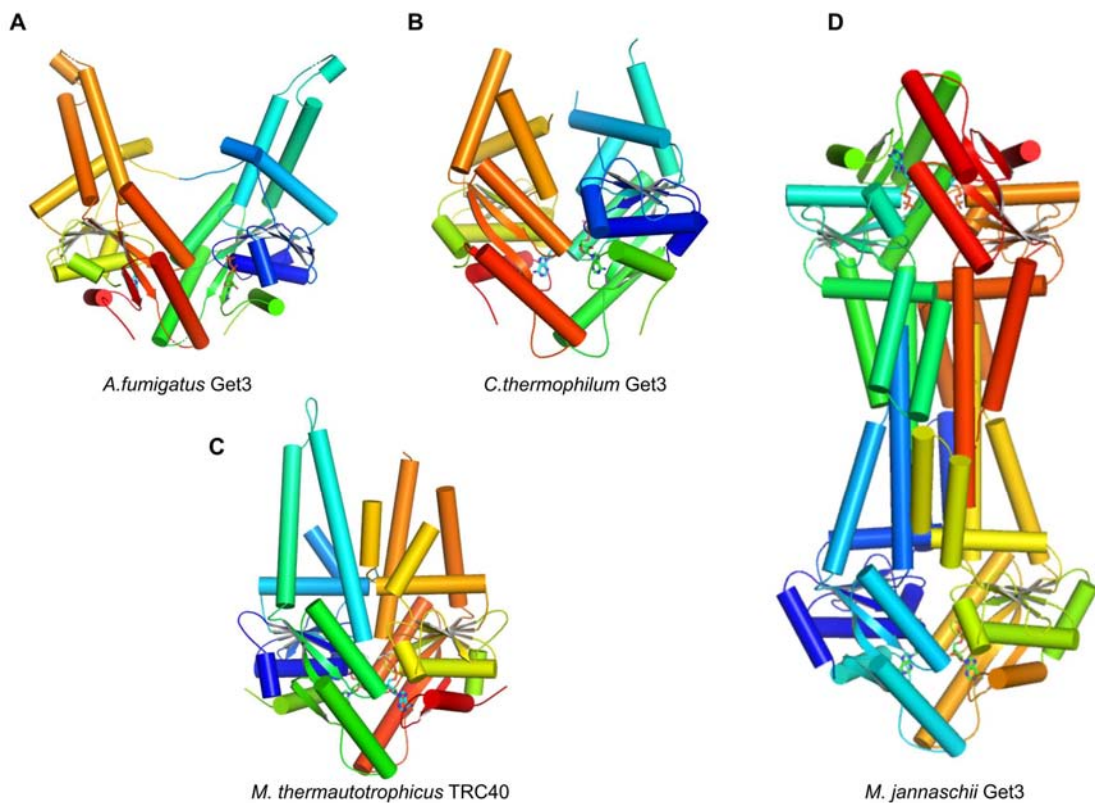 A
B
D
A.fumigatus Get3
C.thermophilum Get3
C
M. thermautotrophicus TRC40
M. jannaschii Get3